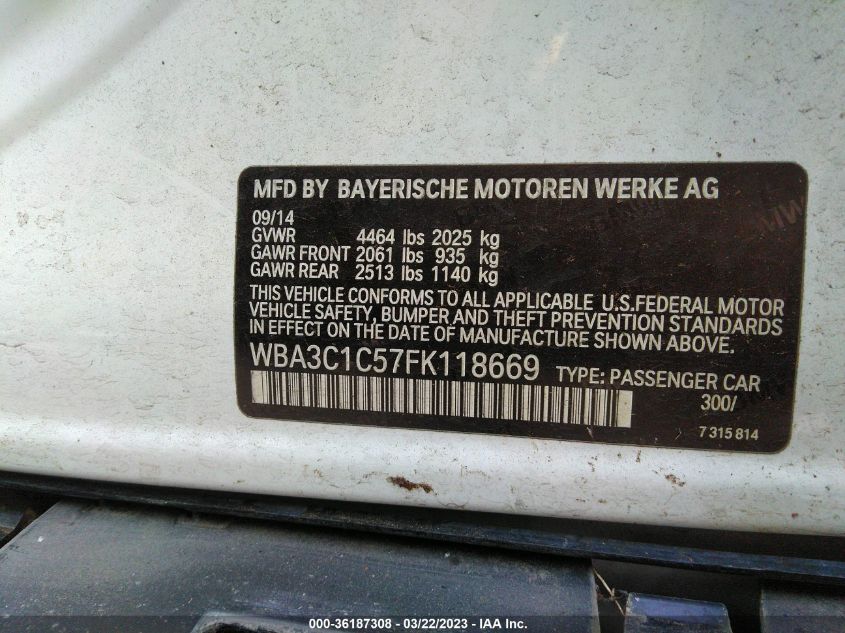 MFD BY BAYERISCHE MOTOREN WERKE AG
09/14
GVWR 4464 lbs 2025 kg
GAWR FRONT 2061 lbs 935 kg
GAWR REAR 2513 lbs 1140 kg
THIS VEHICLE CONFORMS TO ALL APPLICABLE U.S.FEDERAL MOTOR
VEHICLE SAFETY, BUMPER AND THEFT PREVENTION STANDARDS
IN EFFECT ON THE DATE OF MANUFACTURE SHOWN ABOVE.
WBA3C1C57FK118669 TYPE: PASSENGER CAR
300/
7 315 814
000-36187308 - 03/22/2023 - IAA Inc.